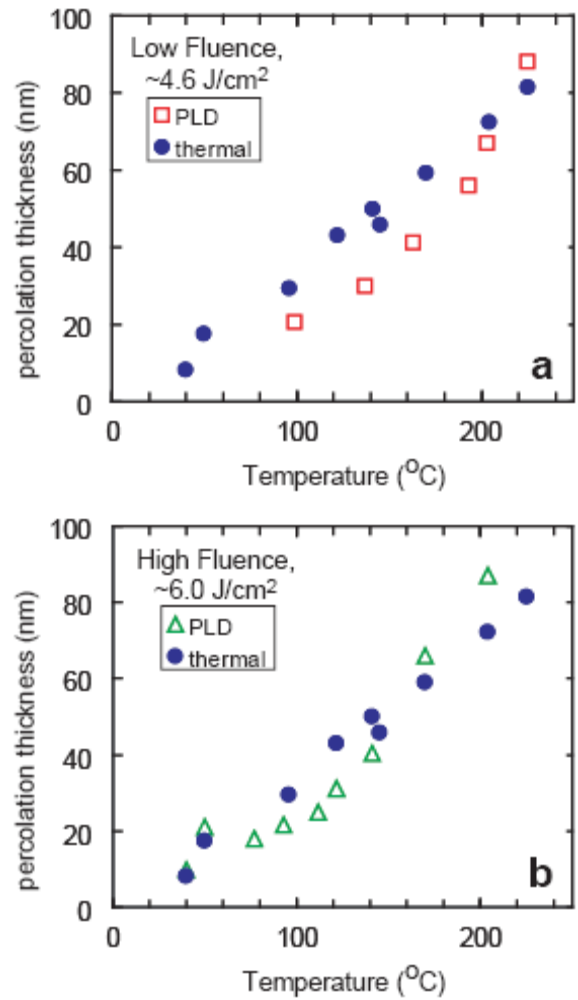 100
80
60
40
20
0
percolation thickness (nm)
Low Fluence,
~4.6 J/cm²
PLD
thermal
a
0
100
200
Temperature (°C)
100
80
60
40
20
0
percolation thickness (nm)
High Fluence,
~6.0 J/cm²
PLD
thermal
b
0
100
200
Temperature (°C)